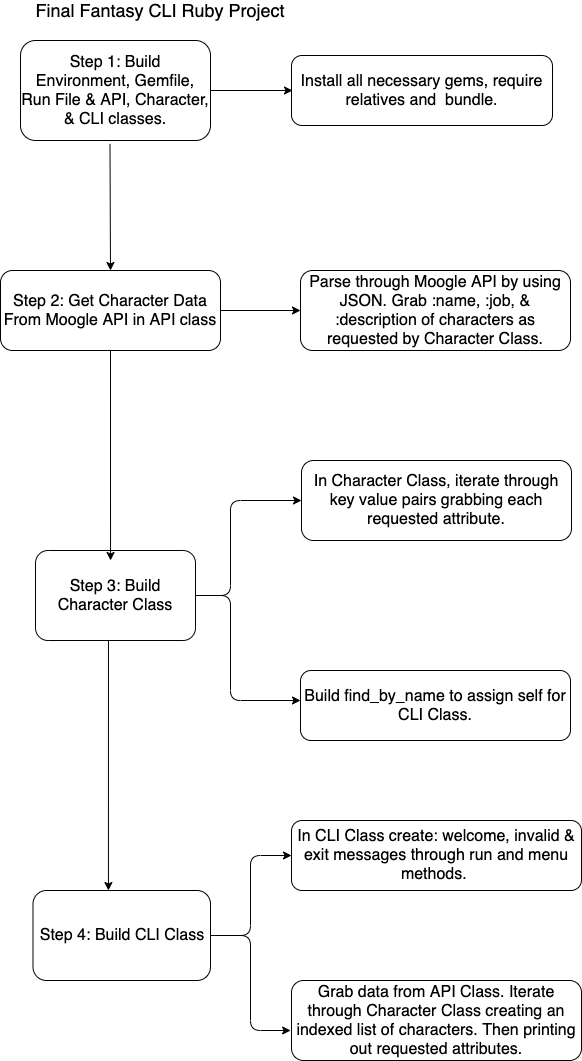 Final Fantasy CLI Ruby Project
Step 1: Build
Environment, Gemfile,
Run File & API, Character,
& CLI classes.
Install all necessary gems, require
relatives and bundle.
Step 2: Get Character Data
From Moogle API in API class
Parse through Moogle API by using
JSON. Grab :name, :job, &
:description of characters as
requested by Character Class.
In Character Class, iterate through
key value pairs grabbing each
requested attribute.
Step 3: Build
Character Class
Build find_by_name to assign self for
CLI Class.
In CLI Class create: welcome, invalid &
exit messages through run and menu
methods.
Step 4: Build CLI Class
Grab data from API Class. Iterate
through Character Class creating an
indexed list of characters. Then printing
out requested attributes.